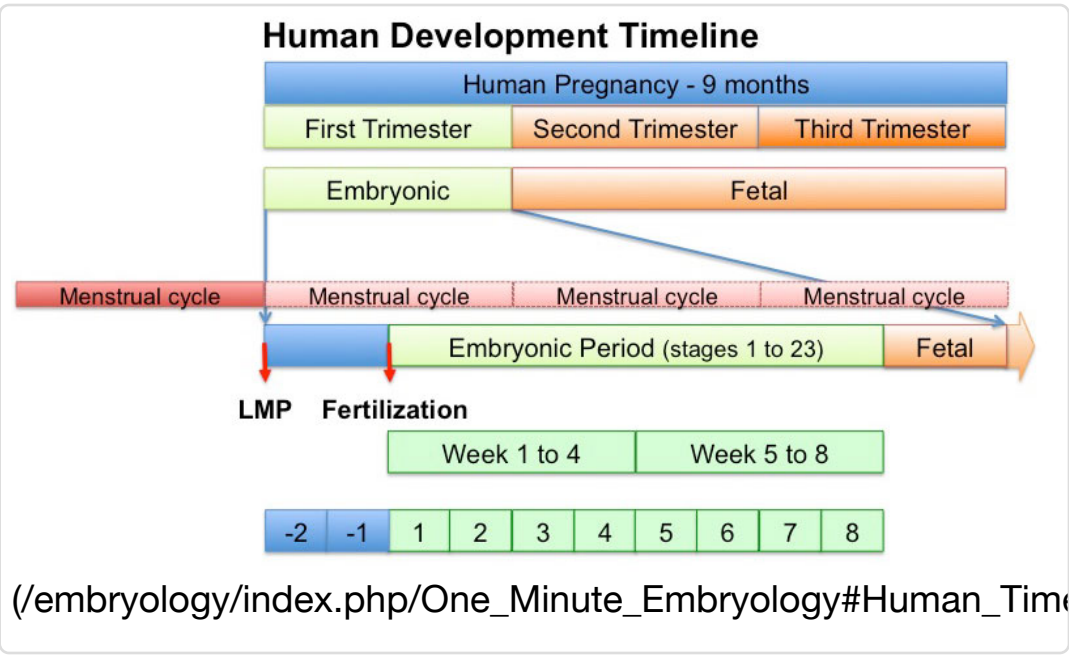 Human Development Timeline
Human Pregnancy - 9 months
First Trimester Second Trimester Third Trimester
Embryonic Fetal
Menstrual cycle Menstrual cycle Menstrual cycle Menstrual cycle
Embryonic Period (stages 1 to 23) Fetal
LMP Fertilization
Week 1 to 4 Week 5 to 8
-2 -1 1 2 3 4 5 6 7 8
(/embryology/index.php/One_Minute_Embryology#Human_Time